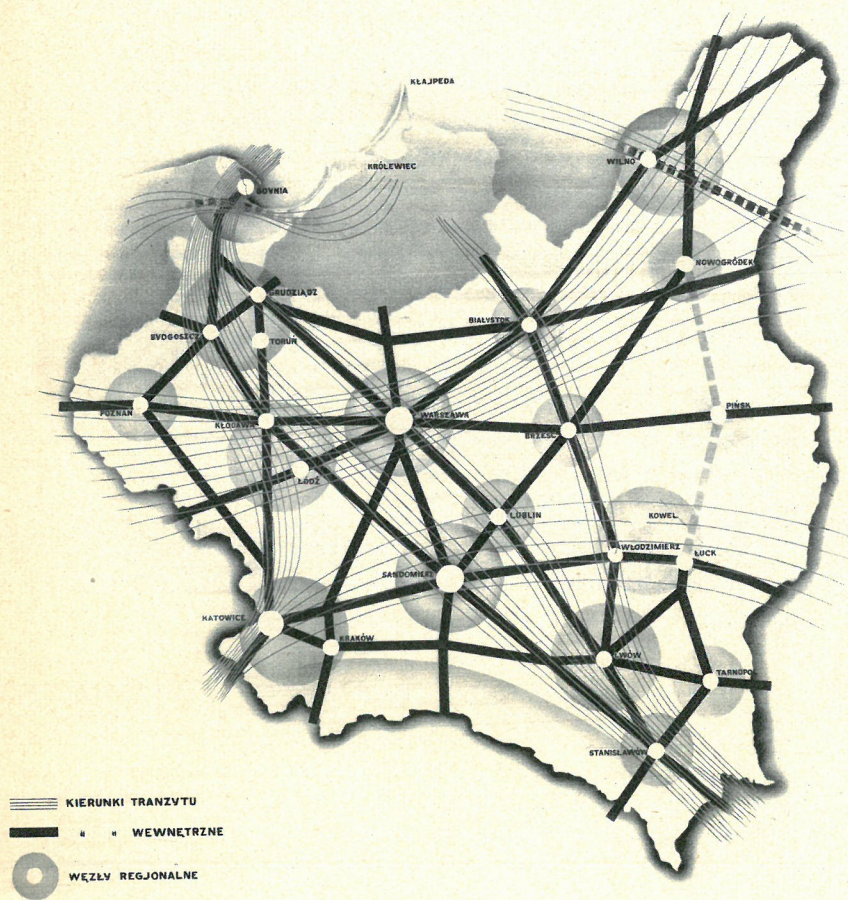 KŁAJPEDA
KRÓLEWIEC
GDYNIA
WILNO
NOWOGRÓDEK
GRUDZIĄDZ
BYDGOSZCZ
TORUŃ
BIAŁYSTOK
POZNAŃ
KŁODAWA
WARSZAWA
BRZEŚĆ
PIŃSK
ŁÓDŹ
LUBLIN
KOWEL
WŁODZIMIERZ
ŁUCK
SANDOMIERZ
KATOWICE
KRAKÓW
LWÓW
TARNOPOL
STANISŁAWÓW
KIERUNKI TRANZYTU
" " WEWNĘTRZNE
WĘZŁY REGJONALNE